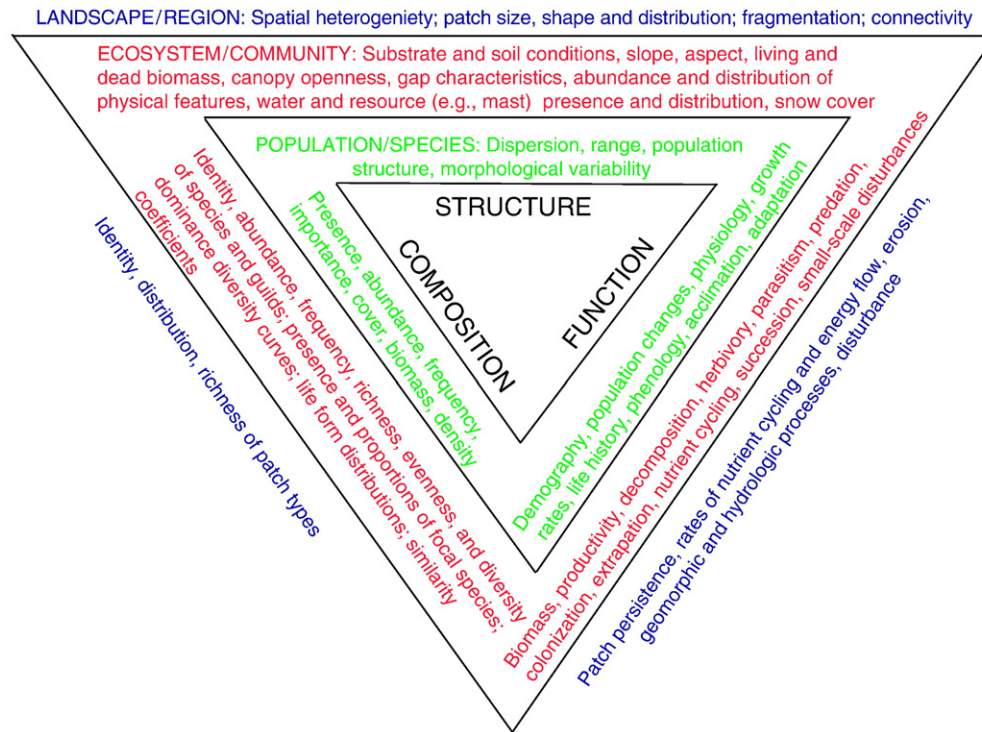 LANDSCAPE/REGION: Spatial heterogeniety; patch size, shape and distribution; fragmentation; connectivity
ECOSYSTEM/COMMUNITY: Substrate and soil conditions, slope, aspect, living and
dead biomass, canopy openness, gap characteristics, abundance and distribution of
physical features, water and resource (e.g., mast) presence and distribution, snow cover
POPULATION/SPECIES: Dispersion, range, population
structure, morphological variability
STRUCTURE
COMPOSITION
FUNCTION
Presence, abundance, frequency,
importance, cover, biomass, density
Identity, abundance, frequency, richness, evenness, and diversity
of species and guilds; presence and proportions of focal species;
dominance diversity curves; life form distributions; similarity
coefficients
Identity, distribution, richness of patch types
Demography, population changes, physiology, growth
rates, life history, phenology, acclimation, adaptation
Biomass, productivity, decomposition, herbivory, parasitism, predation,
colonization, extrapation, nutrient cycling, succession, small-scale disturbances
Patch persistence, rates of nutrient cycling and energy flow, erosion,
geomorphic and hydrologic processes, disturbance